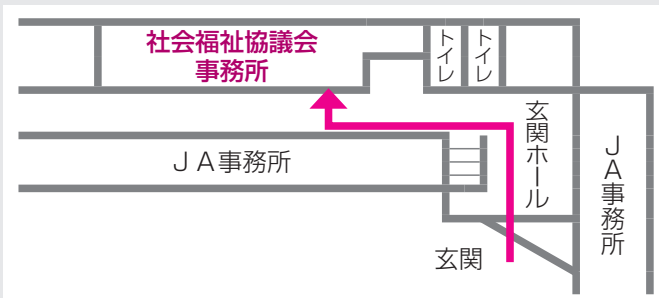 社会福祉協議会
事務所
トイレ
トイレ
玄関ホール
ＪＡ事務所
ＪＡ事務所
玄関